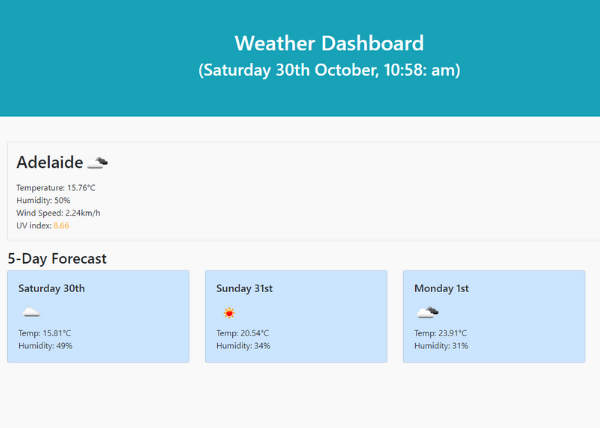 Weather Dashboard
(Saturday 30th October, 10:58: am)
Adelaide
Temperature: 15.76°C
Humidity: 50%
Wind Speed: 2.24km/h
UV index: 8.66
5-Day Forecast
Saturday 30th
Temp: 15.81°C
Humidity: 49%
Sunday 31st
Temp: 20.54°C
Humidity: 34%
Monday 1st
Temp: 23.91°C
Humidity: 31%